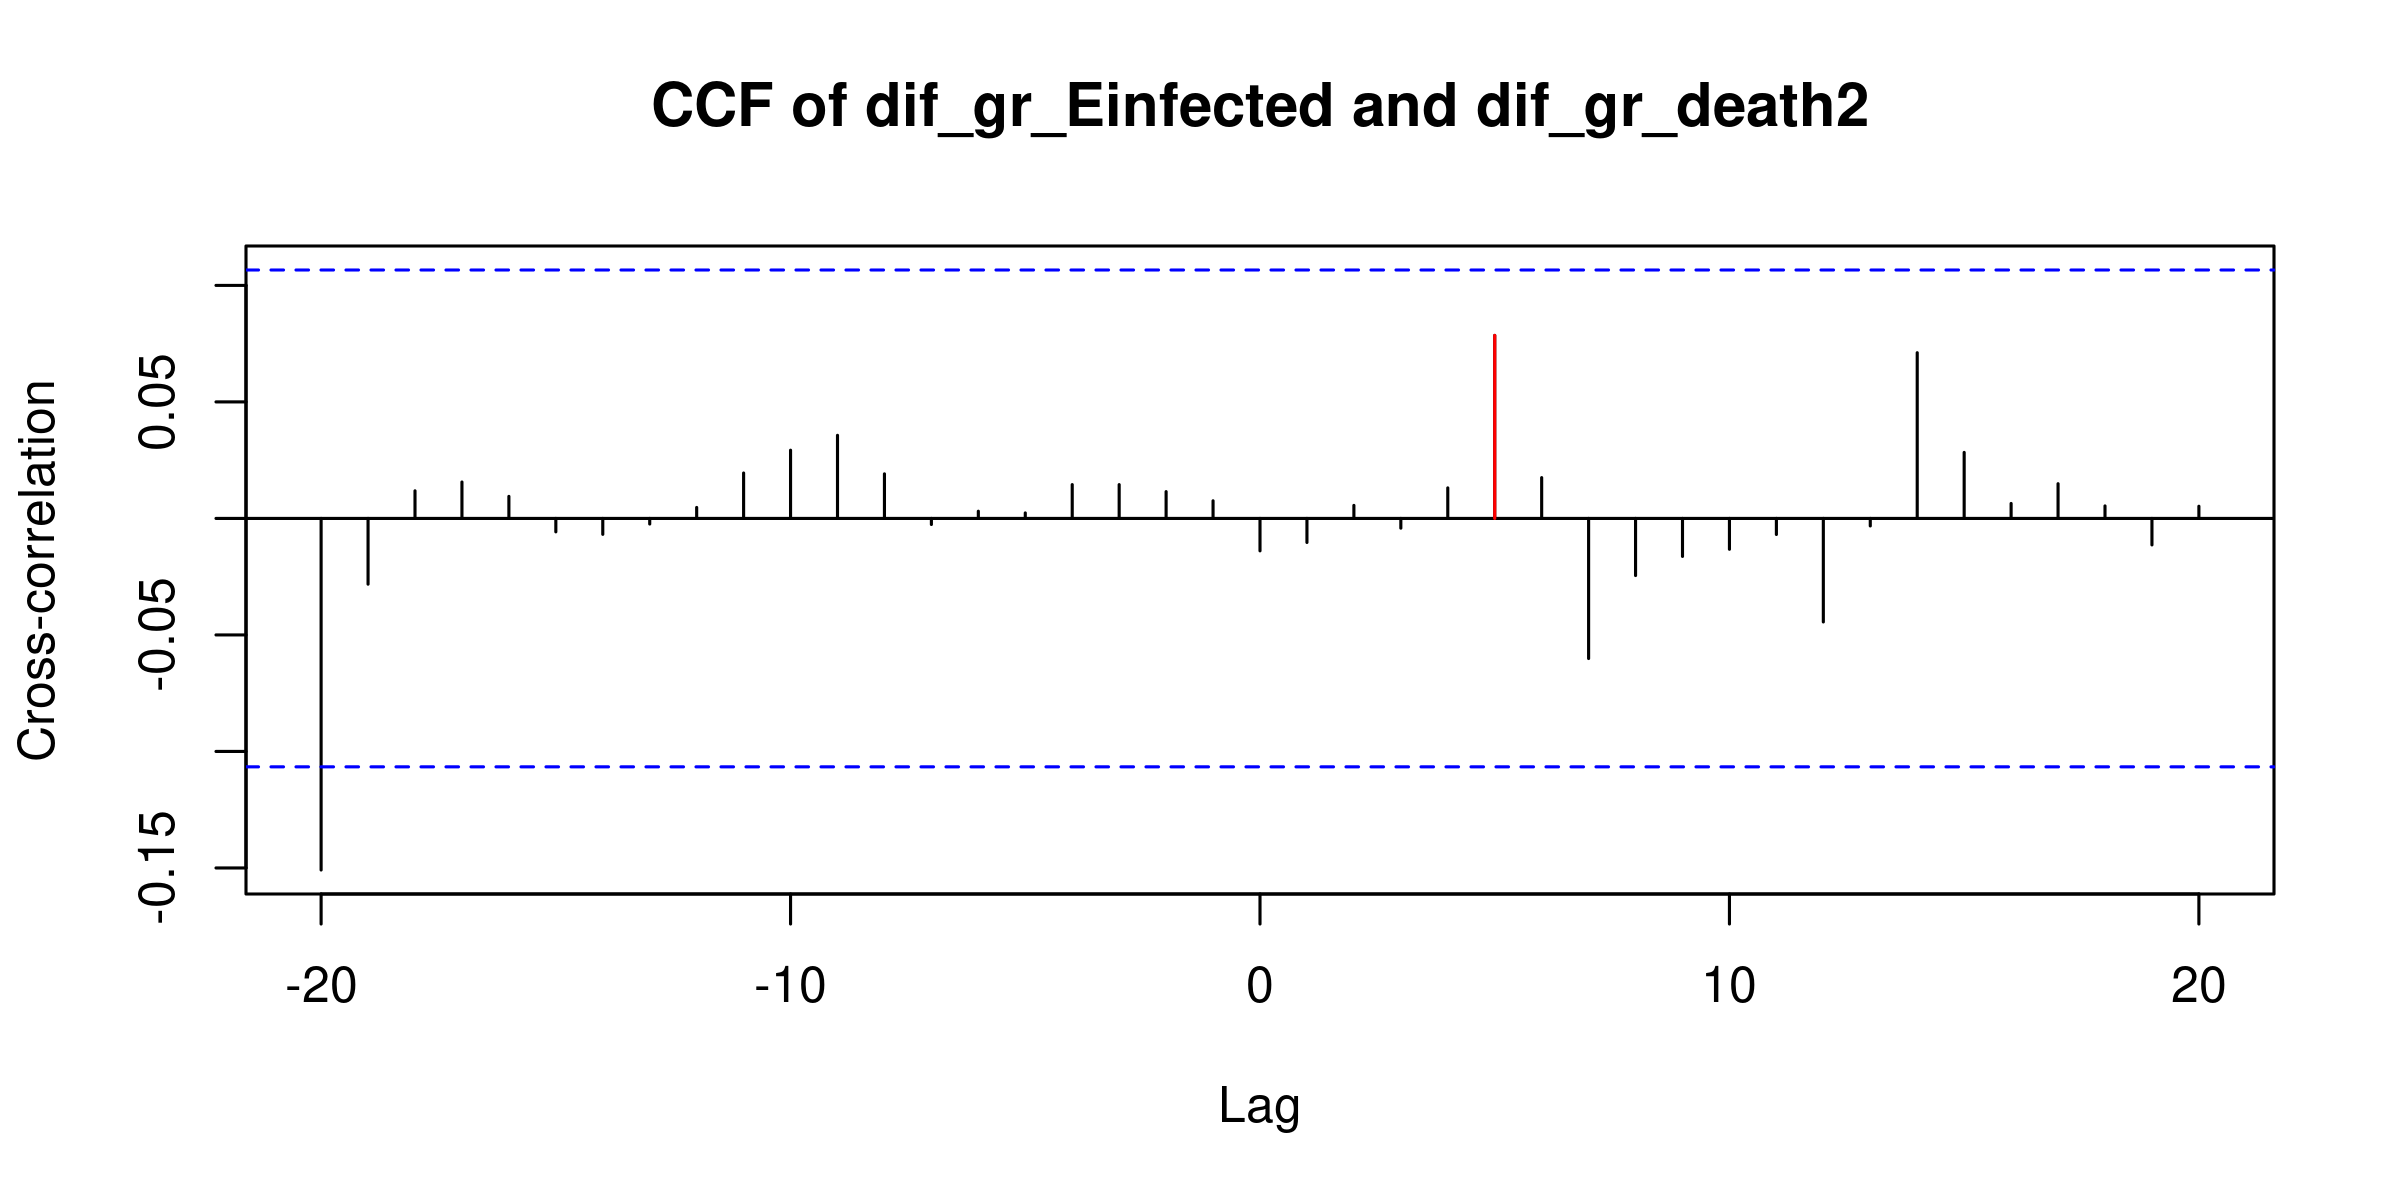 CCF of dif_gr_Einfected and dif_gr_death2
Cross-correlation
0.05
-0.05
-0.15
-20
-10
0
10
20
Lag